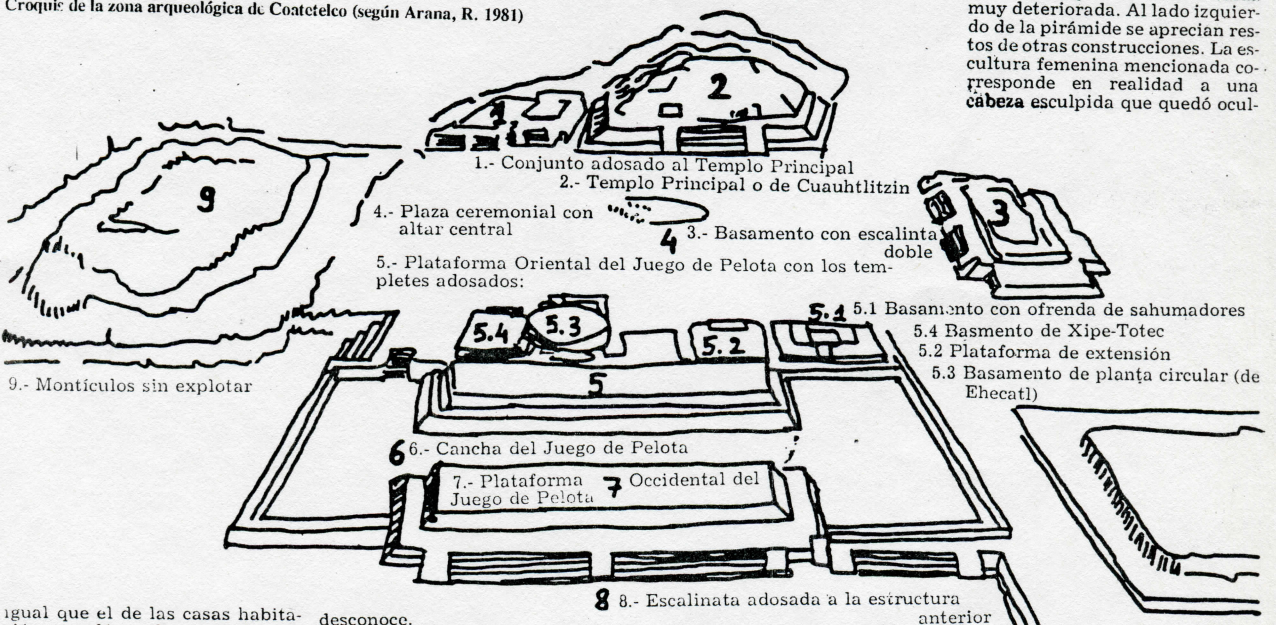 Croquis de la zona arqueológica de Coatetelco (según Arana, R. 1981)
muy deteriorada. Al lado izquier-
do de la pirámide se aprecian res-
tos de otras construcciones. La es-
cultura femenina mencionada co-
rresponde en realidad a una
cabeza esculpida que quedó ocul-
1
2
1.- Conjunto adosado al Templo Principal
2.- Templo Principal o de Cuauhtlitzin
9
3
4.- Plaza ceremonial con
altar central
4
3.- Basamento con escalinta
doble
5.- Plataforma Oriental del Juego de Pelota con los tem-
pletes adosados:
5.4
5.3
5.2
5.1
5.1 Basamento con ofrenda de sahumadores
5.4 Basmento de Xipe-Totec
5.2 Plataforma de extensión
5.3 Basamento de planta circular (de
Ehecatl)
9.- Montículos sin explotar
5
6
6.- Cancha del Juego de Pelota
7.- Plataforma 7 Occidental del
Juego de Pelota
8
8.- Escalinata adosada a la estructura
anterior
igual que el de las casas habita-
desconoce.